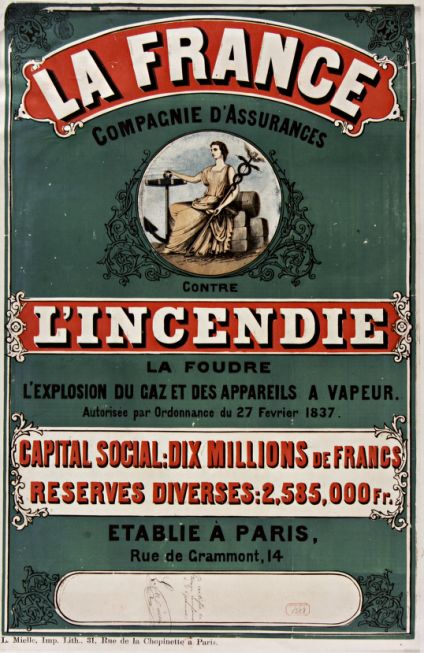 LA FRANCE
COMPAGNIE D'ASSURANCES
CONTRE
L'INCENDIE
LA FOUDRE
L'EXPLOSION DU GAZ ET DES APPAREILS A VAPEUR.
Autorisée par Ordonnance du 27 Fevrier 1837.
CAPITAL SOCIAL: DIX MILLIONS DE FRANCS
RESERVES DIVERSES: 2,585,000 Fr.
ETABLIE À PARIS,
Rue de Grammont, 14
L. Mielle, Imp. Lith., 31, Rue de la Chopinette à Paris.